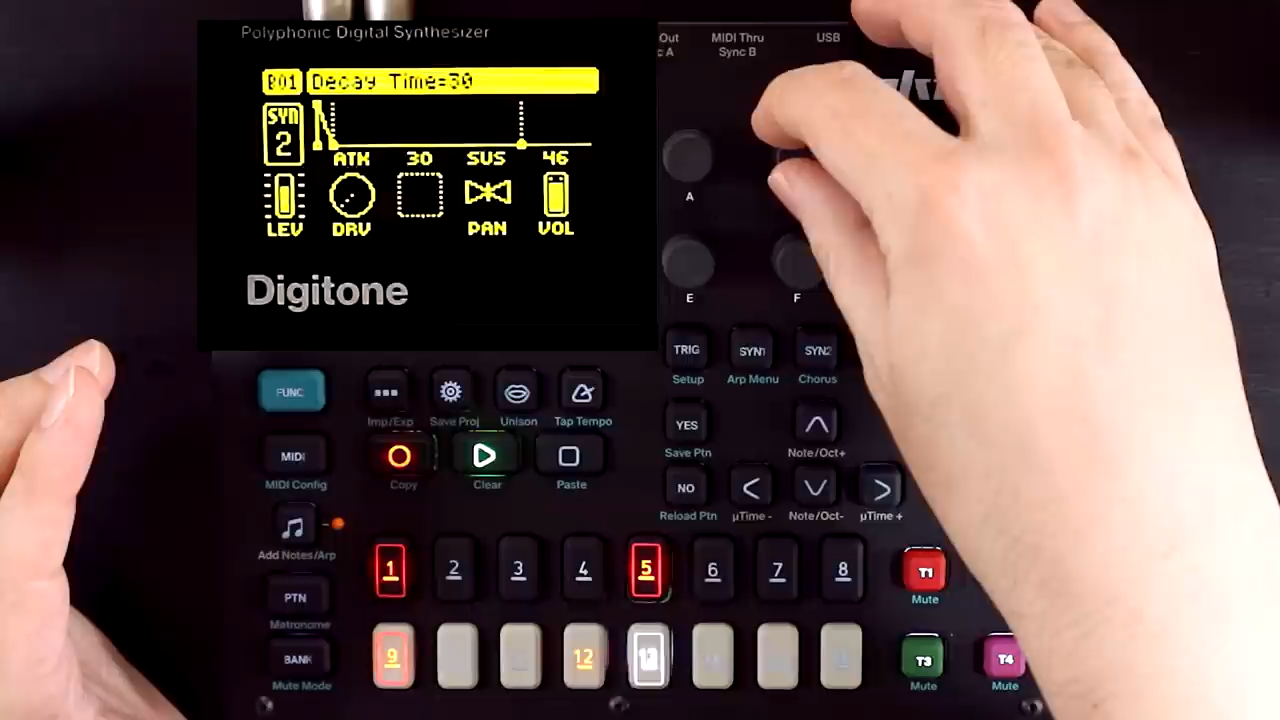 Polyphonic Digital Synthesizer
B01 Decay Time=30
SYN
2
ATK 30 SUS 46
LEV DRV PAN VOL
Digitone
Out MIDI Thru USB
c A Sync B
A
E F
TRIG SYN1 SYN2
Setup Arp Menu Chorus
FUNC
Imp/Exp Save Proj Unison Tap Tempo
YES
Save Ptn Note/Oct+
MIDI
MIDI Config Copy Clear Paste
NO
Reload Ptn µTime - Note/Oct- µTime +
Add Notes/Arp
1 2 3 4 5 6 7 8 T1
Mute
PTN
Metronome
BANK
Mute Mode
9 12 13 T3 T4
Mute Mute